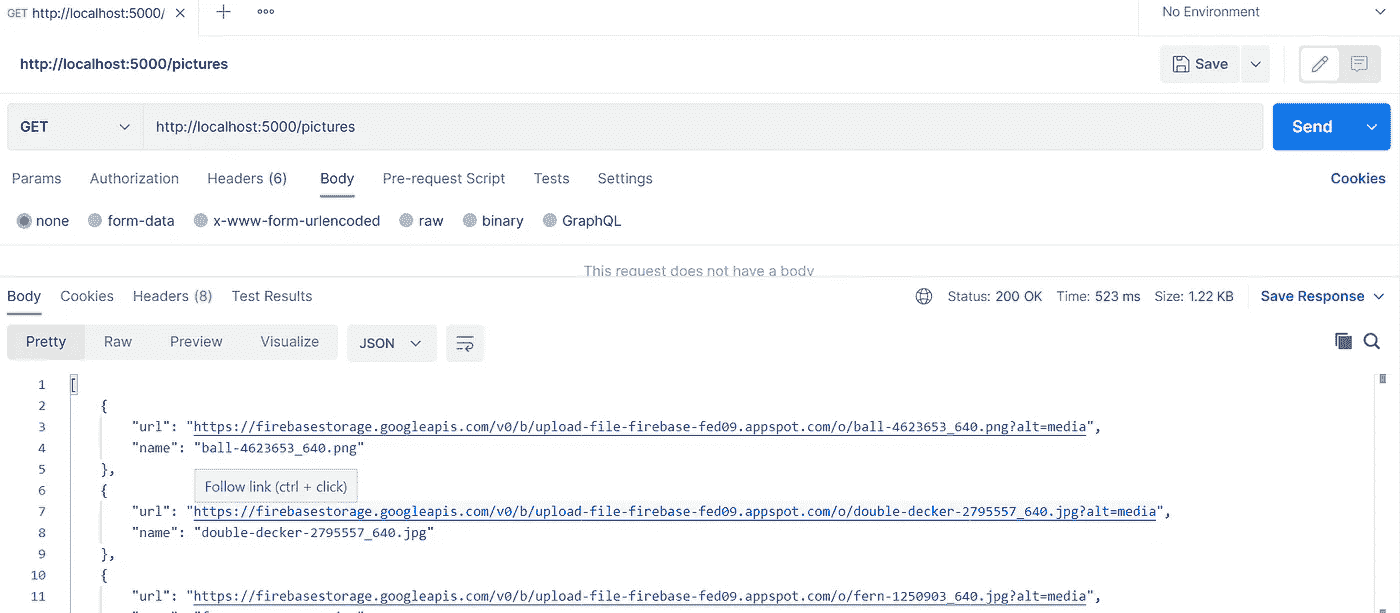 GET http://localhost:5000/ No Environment
http://localhost:5000/pictures Save
GET http://localhost:5000/pictures Send
Params Authorization Headers (6) Body Pre-request Script Tests Settings Cookies
none form-data x-www-form-urlencoded raw binary GraphQL
This request does not have a body
Body Cookies Headers (8) Test Results Status: 200 OK Time: 523 ms Size: 1.22 KB Save Response
Pretty Raw Preview Visualize JSON
1 [
2 {
3 "url": "https://firebasestorage.googleapis.com/v0/b/upload-file-firebase-fed09.appspot.com/o/ball-4623653_640.png?alt=media",
4 "name": "ball-4623653_640.png"
5 },
6 {
Follow link (ctrl + click)
7 "url": "https://firebasestorage.googleapis.com/v0/b/upload-file-firebase-fed09.appspot.com/o/double-decker-2795557_640.jpg?alt=media",
8 "name": "double-decker-2795557_640.jpg"
9 },
10 {
11 "url": "https://firebasestorage.googleapis.com/v0/b/upload-file-firebase-fed09.appspot.com/o/fern-1250903_640.jpg?alt=media",